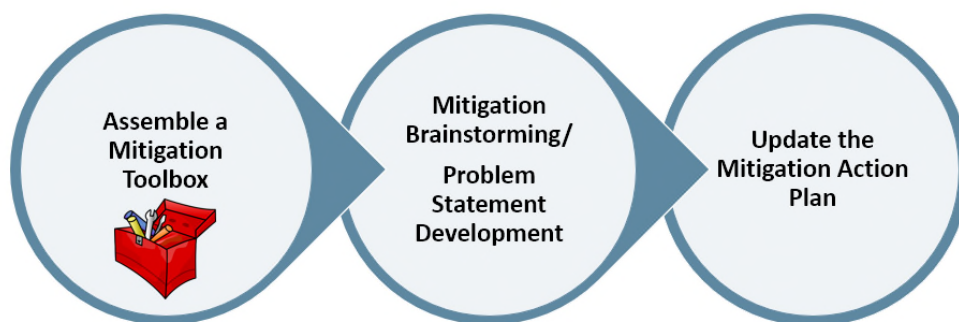 Assemble a
Mitigation
Toolbox
Mitigation
Brainstorming/
Problem
Statement
Development
Update the
Mitigation Action
Plan